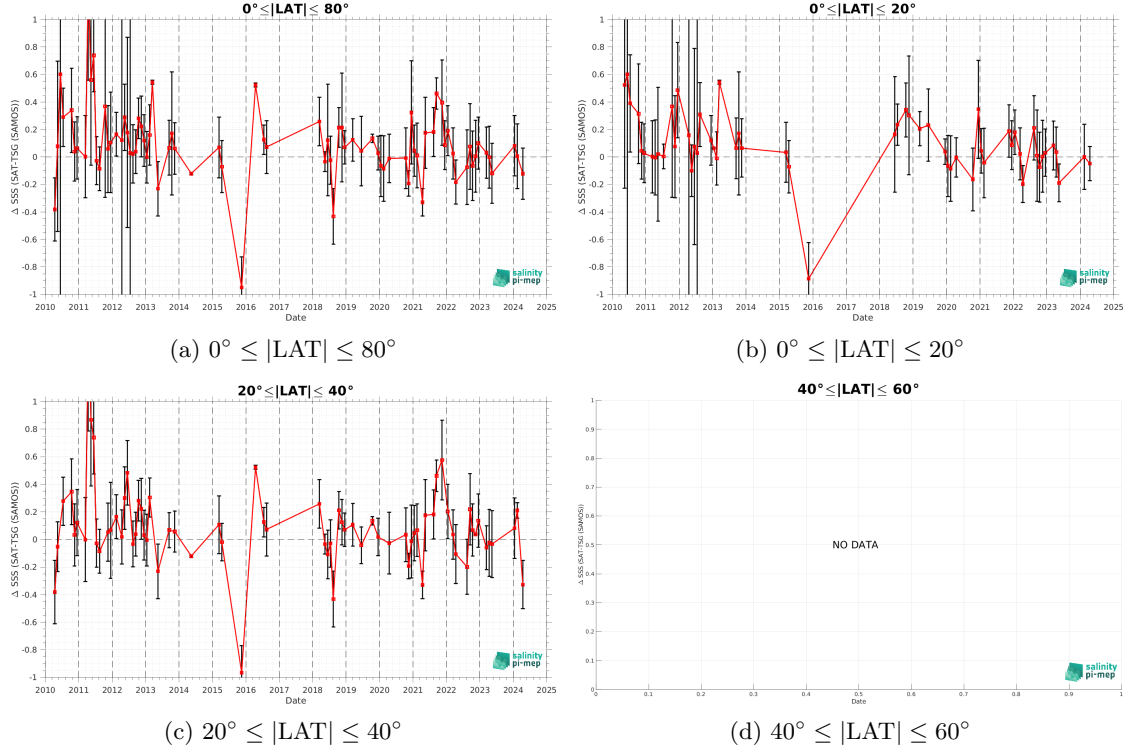 0°≤|LAT|≤ 80°
Δ SSS (SAT-TSG (SAMOS))
1
0.8
0.6
0.4
0.2
0
-0.2
-0.4
-0.6
-0.8
-1
2010 2011 2012 2013 2014 2015 2016 2017 2018 2019 2020 2021 2022 2023 2024 2025
Date
salinity
pi-mep
(a) 0° ≤ |LAT| ≤ 80°
0°≤|LAT|≤ 20°
Δ SSS (SAT-TSG (SAMOS))
1
0.8
0.6
0.4
0.2
0
-0.2
-0.4
-0.6
-0.8
-1
2010 2011 2012 2013 2014 2015 2016 2017 2018 2019 2020 2021 2022 2023 2024 2025
Date
salinity
pi-mep
(b) 0° ≤ |LAT| ≤ 20°
20°≤|LAT|≤ 40°
Δ SSS (SAT-TSG (SAMOS))
1
0.8
0.6
0.4
0.2
0
-0.2
-0.4
-0.6
-0.8
-1
2010 2011 2012 2013 2014 2015 2016 2017 2018 2019 2020 2021 2022 2023 2024 2025
Date
salinity
pi-mep
(c) 20° ≤ |LAT| ≤ 40°
40°≤|LAT|≤ 60°
Δ SSS (SAT-TSG (SAMOS))
1
0.9
0.8
0.7
0.6
0.5
0.4
0.3
0.2
0.1
0
NO DATA
0 0.1 0.2 0.3 0.4 0.5 0.6 0.7 0.8 0.9 1
Date
salinity
pi-mep
(d) 40° ≤ |LAT| ≤ 60°